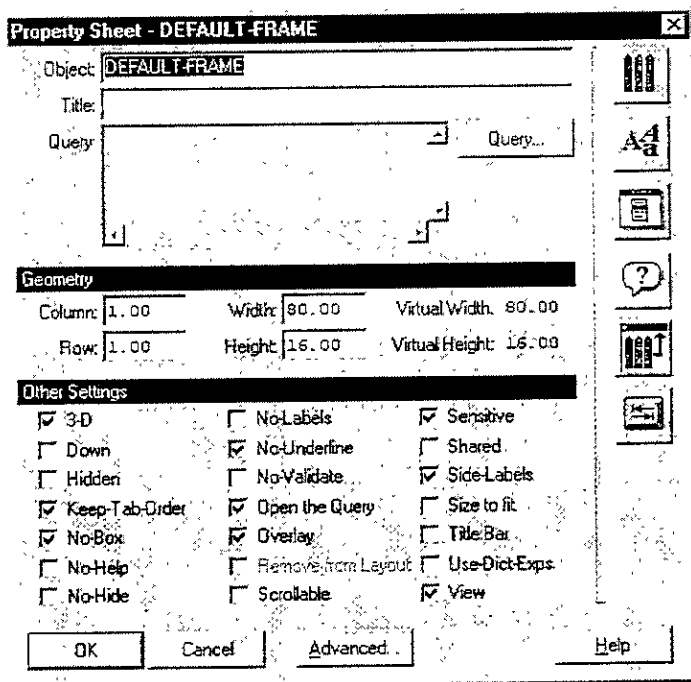 Property Sheet - DEFAULT-FRAME
Object: DEFAULT-FRAME
Title:
Query:
Query...
Geometry
Column: 1.00 Width: 80.00 Virtual Width: 80.00
Row: 1.00 Height: 16.00 Virtual Height: 16.00
Other Settings
3-D No-Labels Sensitive
Down No-Underline Shared
Hidden No-Validate Side-Labels
Keep-Tab-Order Open the Query Size to fit
No-Box Overlay Title Bar
No-Help Remove from Layout Use-Dict-Exps
No-Hide Scrollable View
OK Cancel Advanced... Help